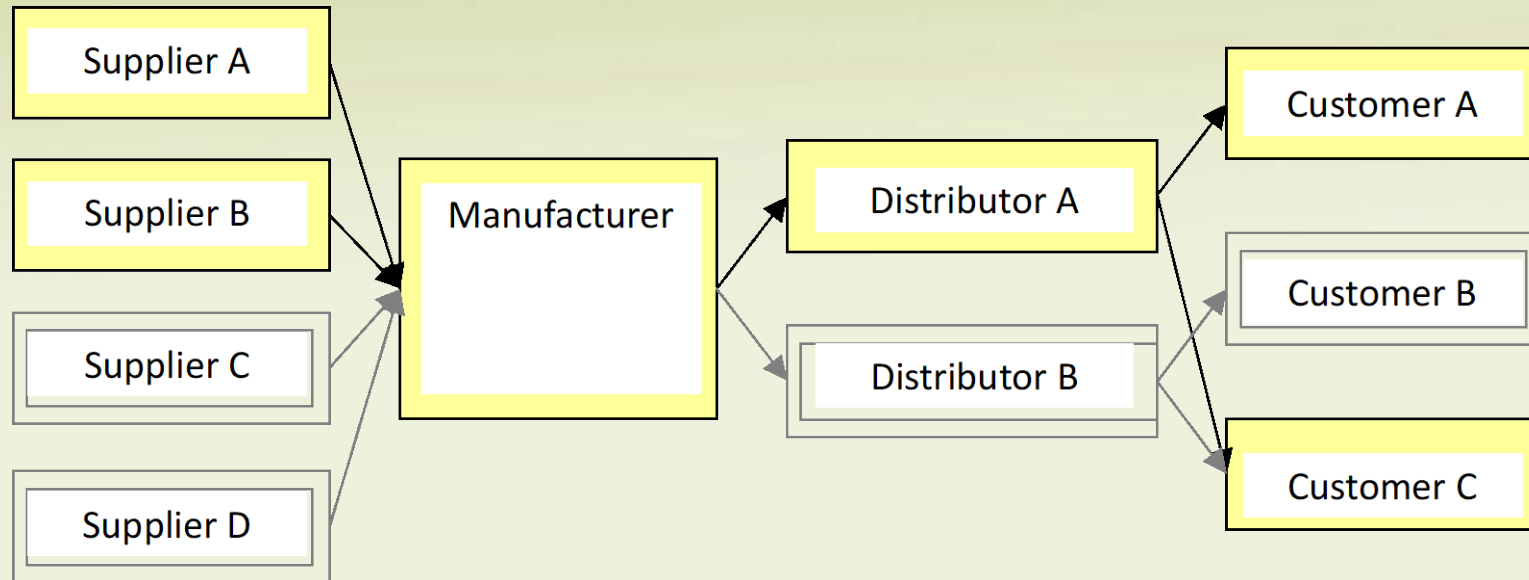 Supplier A
Supplier B
Supplier C
Supplier D
Manufacturer
Distributor A
Distributor B
Customer A
Customer B
Customer C